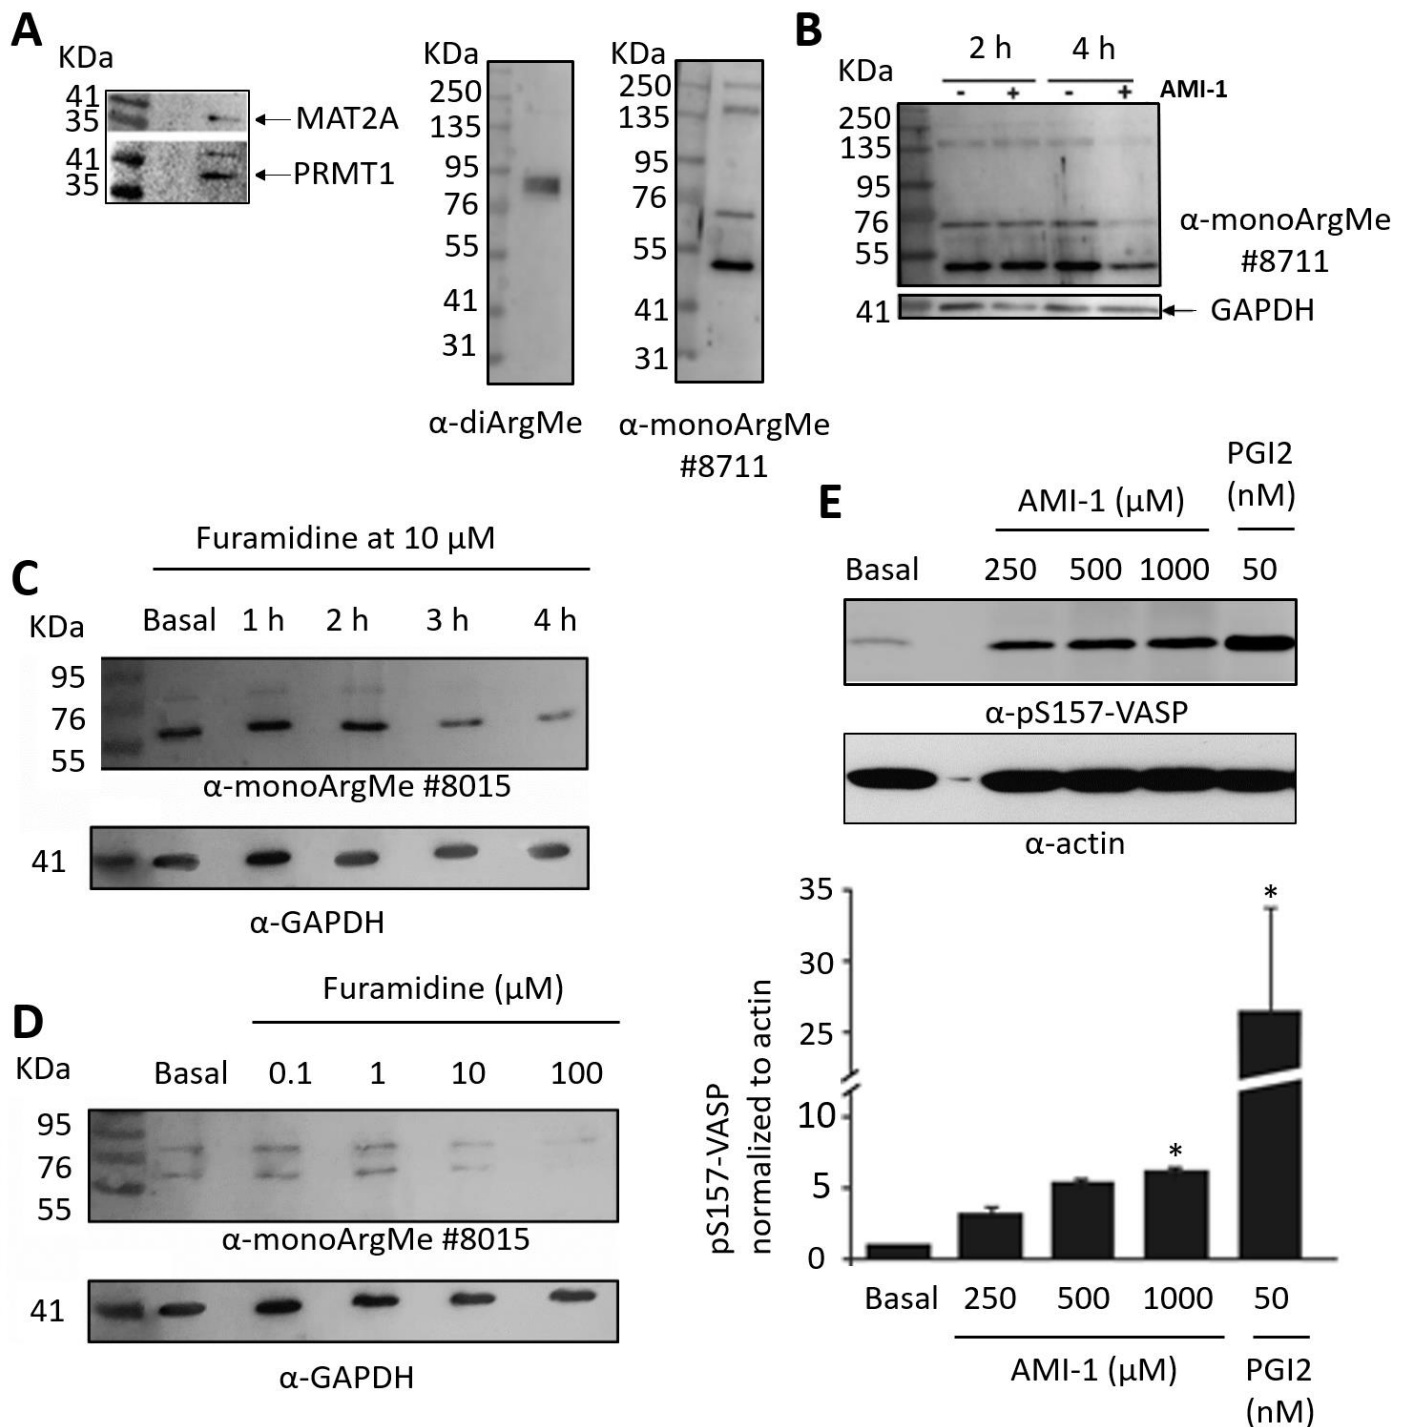 A
KDa
41
35
MAT2A
41
35
PRMT1
KDa
250
135
95
76
55
41
31
α-diArgMe
KDa
250
135
95
76
55
41
31
α-monoArgMe
#8711
B
2 h 4 h
KDa
- + - + AMI-1
250
135
95
76
55
α-monoArgMe
#8711
41
GAPDH
C
Furamidine at 10 μM
KDa
Basal 1 h 2 h 3 h 4 h
95
76
55
α-monoArgMe #8015
41
α-GAPDH
D
Furamidine (μM)
KDa
Basal 0.1 1 10 100
95
76
55
α-monoArgMe #8015
41
α-GAPDH
E
AMI-1 (μM)
PGI2
(nM)
Basal 250 500 1000 50
α-pS157-VASP
α-actin
pS157-VASP
normalized to actin
35
30
25
10
5
0
*
*
Basal 250 500 1000 50
AMI-1 (μM)
PGI2
(nM)